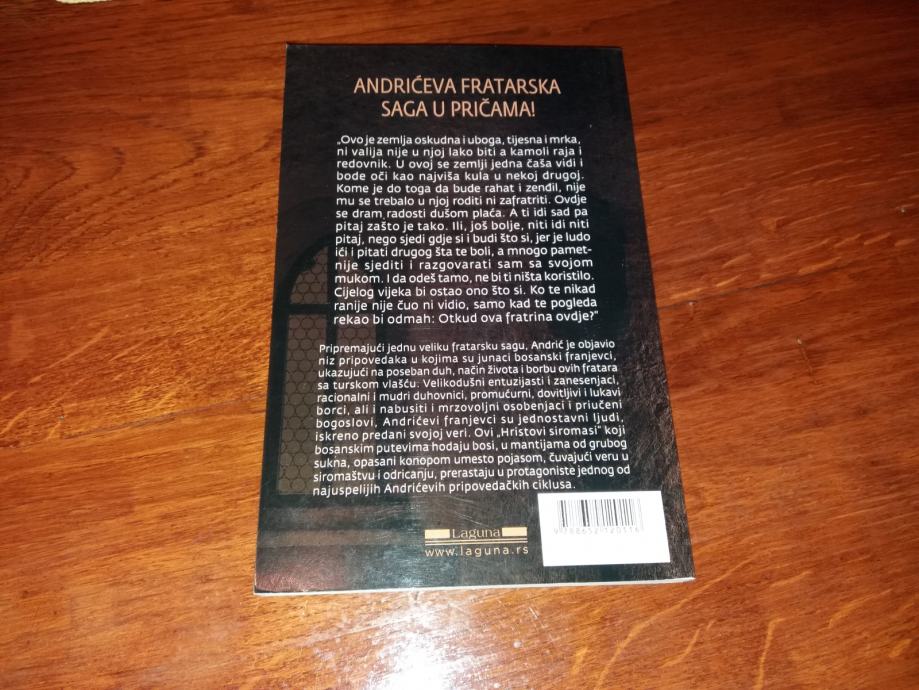 ANDRIĆEVA FRATARSKA
SAGA U PRIČAMA!
„Ovo je zemlja oskudna i uboga, tijesna i mrka,
ni valija nije u njoj lako biti a kamoli raja i
redovnik. U ovoj se zemlji jedna čaša vidi i
bode oči kao najviša kula u nekoj drugoj.
Kome je do toga da bude rahat i zenđil, nije
mu se trebalo u njoj roditi ni zafratriti. Ovdje
se dram radosti dušom plaća. A ti idi sad pa
pitaj zašto je tako. Ili, još bolje, niti idi niti
pitaj, nego sjedi gdje si i budi što si, jer je ludo
ići i pitati drugog šta te boli, a mnogo pamet-
nije sjediti i razgovarati sam sa svojom
mukom. I da odeš tamo, ne bi ti ništa koristilo.
Cijelog vijeka bi ostao ono što si. Ko te nikad
ranije nije čuo ni vidio, samo kad te pogleda
rekao bi odmah: Otkud ova fratrina ovdje?“
Pripremajući jednu veliku fratarsku sagu, Andrić je objavio
niz pripovedaka u kojima su junaci bosanski franjevci,
ukazujući na poseban duh, način života i borbu ovih fratara
sa turskom vlašću. Velikodušni entuzijasti i zanesenjaci,
racionalni i mudri duhovnici, promućurni, dovitljivi i lukavi
borci, ali i nabusiti i mrzovoljni osobenjaci i priučeni
bogoslovi, Andrićevi franjevci su jednostavni ljudi,
iskreno predani svojoj veri. Ovi „Hristovi siromasi“ koji
bosanskim putevima hodaju bosi, u mantijama od grubog
sukna, opasani konopom umesto pojasom, čuvajući veru u
siromaštvu i odricanju, prerastaju u protagoniste jednog od
najuspelijih Andrićevih pripovedačkih ciklusa.
Laguna
www.laguna.rs